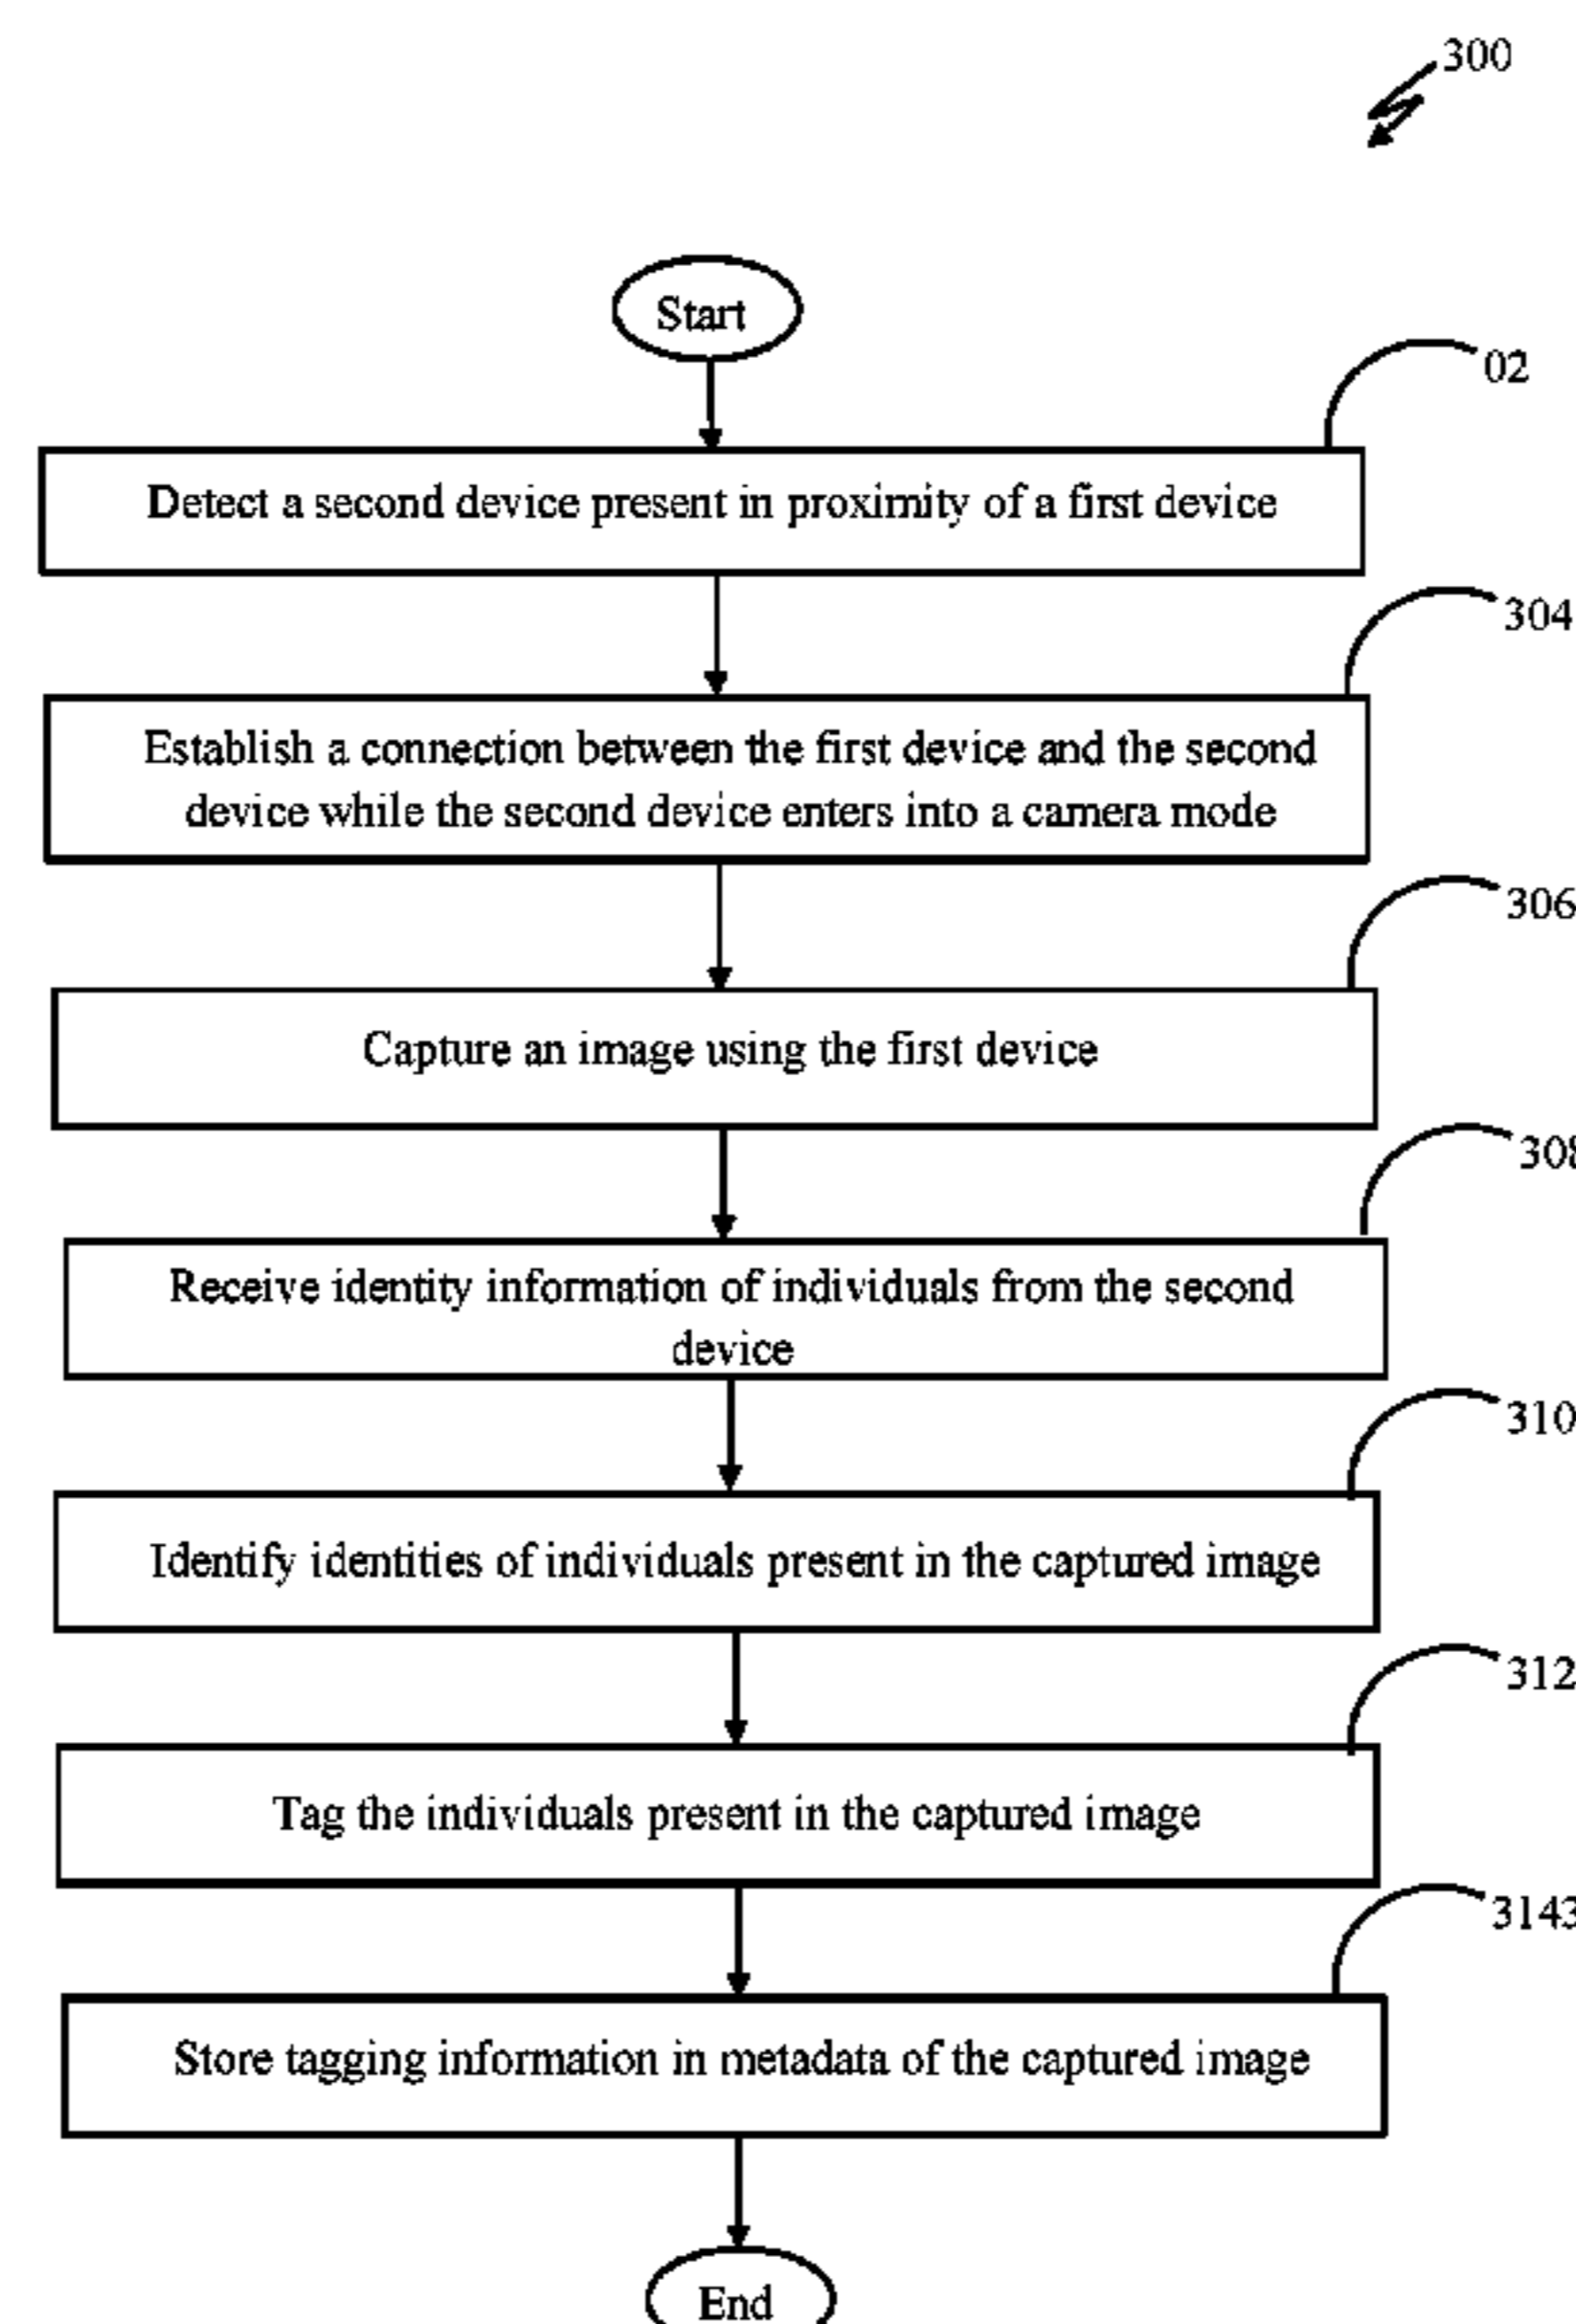 300
Start
02
Detect a second device present in proximity of a first device
304
Establish a connection between the first device and the second
device while the second device enters into a camera mode
306
Capture an image using the first device
308
Receive identity information of individuals from the second
device
310
Identify identities of individuals present in the captured image
312
Tag the individuals present in the captured image
3143
Store tagging information in metadata of the captured image
End